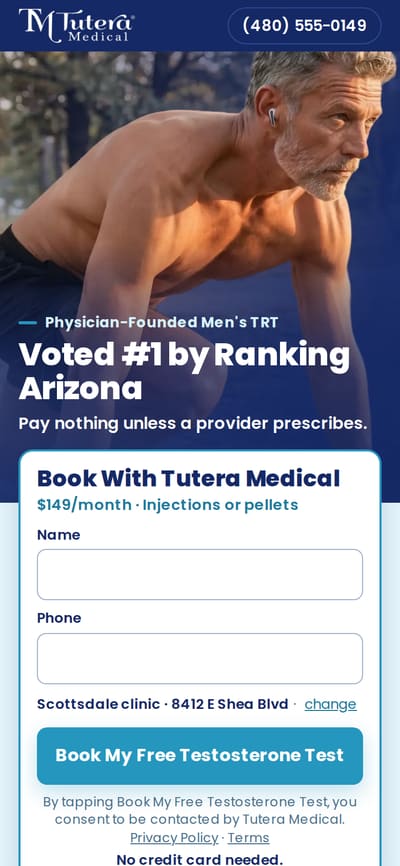 TM Tutera®
Medical
(480) 555-0149
Physician-Founded Men's TRT
Voted #1 by Ranking
Arizona
Pay nothing unless a provider prescribes.
Book With Tutera Medical
$149/month · Injections or pellets
Name
Phone
Scottsdale clinic · 8412 E Shea Blvd · change
Book My Free Testosterone Test
By tapping Book My Free Testosterone Test, you
consent to be contacted by Tutera Medical.
Privacy Policy · Terms
No credit card needed.